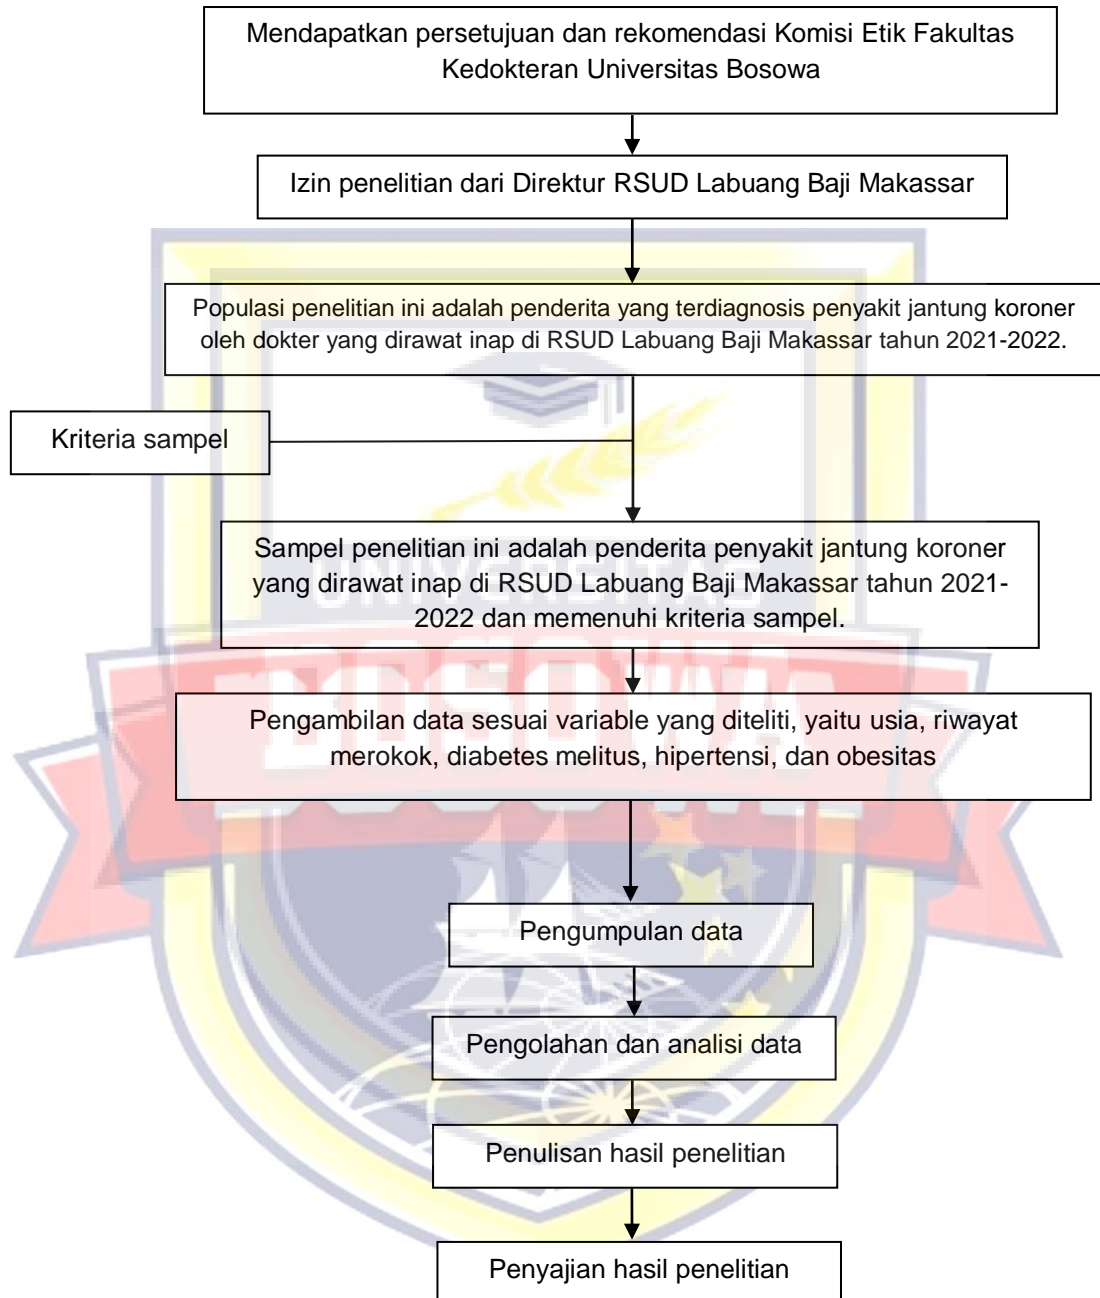 Mendapatkan persetujuan dan rekomendasi Komisi Etik Fakultas
Kedokteran Universitas Bosowa
Izin penelitian dari Direktur RSUD Labuang Baji Makassar
Populasi penelitian ini adalah penderita yang terdiagnosis penyakit jantung koroner
oleh dokter yang dirawat inap di RSUD Labuang Baji Makassar tahun 2021-2022.
Kriteria sampel
Sampel penelitian ini adalah penderita penyakit jantung koroner
yang dirawat inap di RSUD Labuang Baji Makassar tahun 2021-
2022 dan memenuhi kriteria sampel.
UNIVERSITAS
BOSOWA
Pengambilan data sesuai variable yang diteliti, yaitu usia, riwayat
merokok, diabetes melitus, hipertensi, dan obesitas
Pengumpulan data
Pengolahan dan analisi data
Penulisan hasil penelitian
Penyajian hasil penelitian